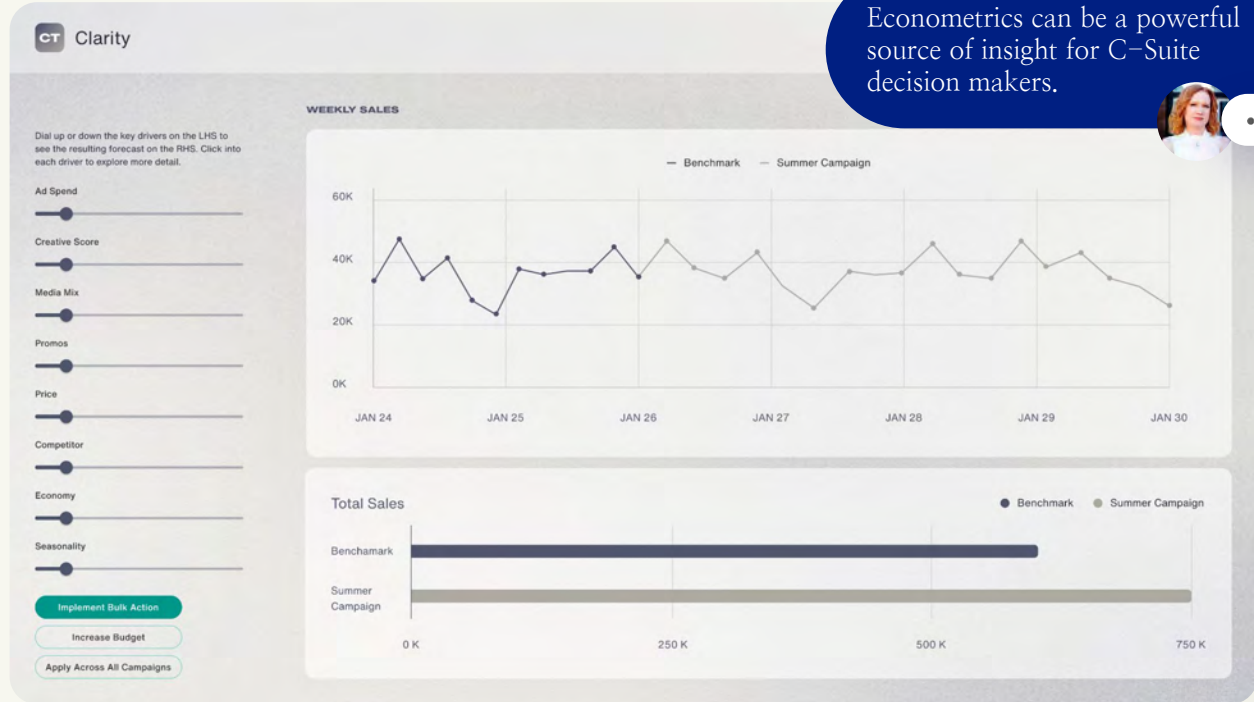 CT Clarity
Econometrics can be a powerful
source of insight for C-Suite
decision makers.
Dial up or down the key drivers on the LHS to
see the resulting forecast on the RHS. Click into
each driver to explore more detail.
Ad Spend
Creative Score
Media Mix
Promos
Price
Competitor
Economy
Seasonality
Implement Bulk Action
Increase Budget
Apply Across All Campaigns
WEEKLY SALES
Benchmark Summer Campaign
60K
40K
20K
0K
JAN 24 JAN 25 JAN 26 JAN 27 JAN 28 JAN 29 JAN 30
Total Sales
Benchmark Summer Campaign
Benchamark
Summer
Campaign
0 K 250 K 500 K 750 K